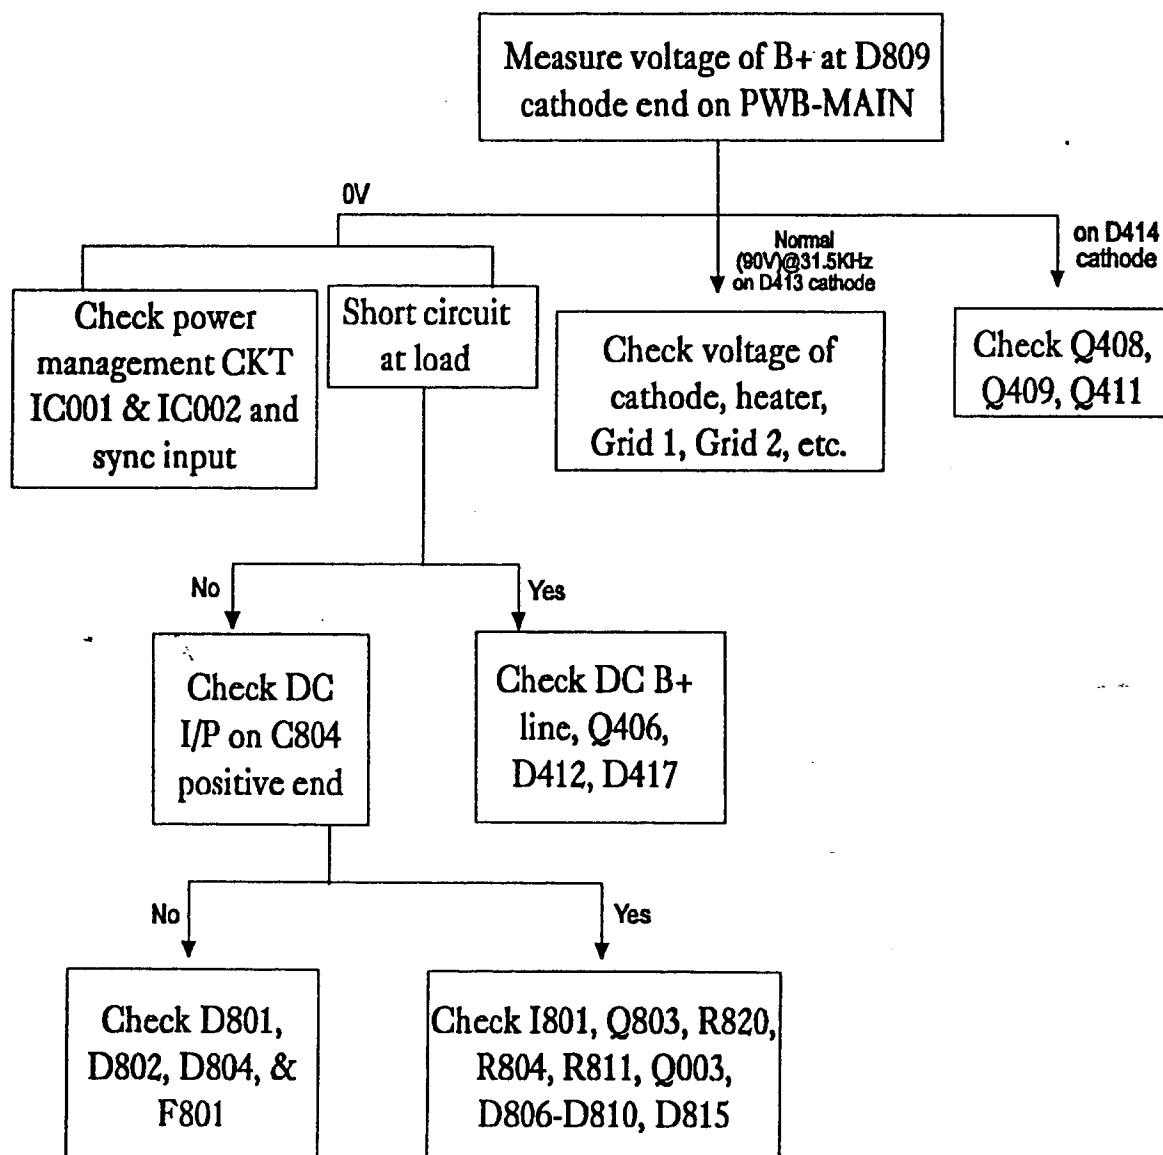 Measure voltage of B+ at D809
cathode end on PWB-MAIN
0V
Normal
(90V)@31.5KHz
on D413 cathode
on D414
cathode
Check power
management CKT
IC001 & IC002 and
sync input
Short circuit
at load
Check voltage of
cathode, heater,
Grid 1, Grid 2, etc.
Check Q408,
Q409, Q411
No
Yes
Check DC
I/P on C804
positive end
Check DC B+
line, Q406,
D412, D417
No
Yes
Check D801,
D802, D804, &
F801
Check I801, Q803, R820,
R804, R811, Q003,
D806-D810, D815